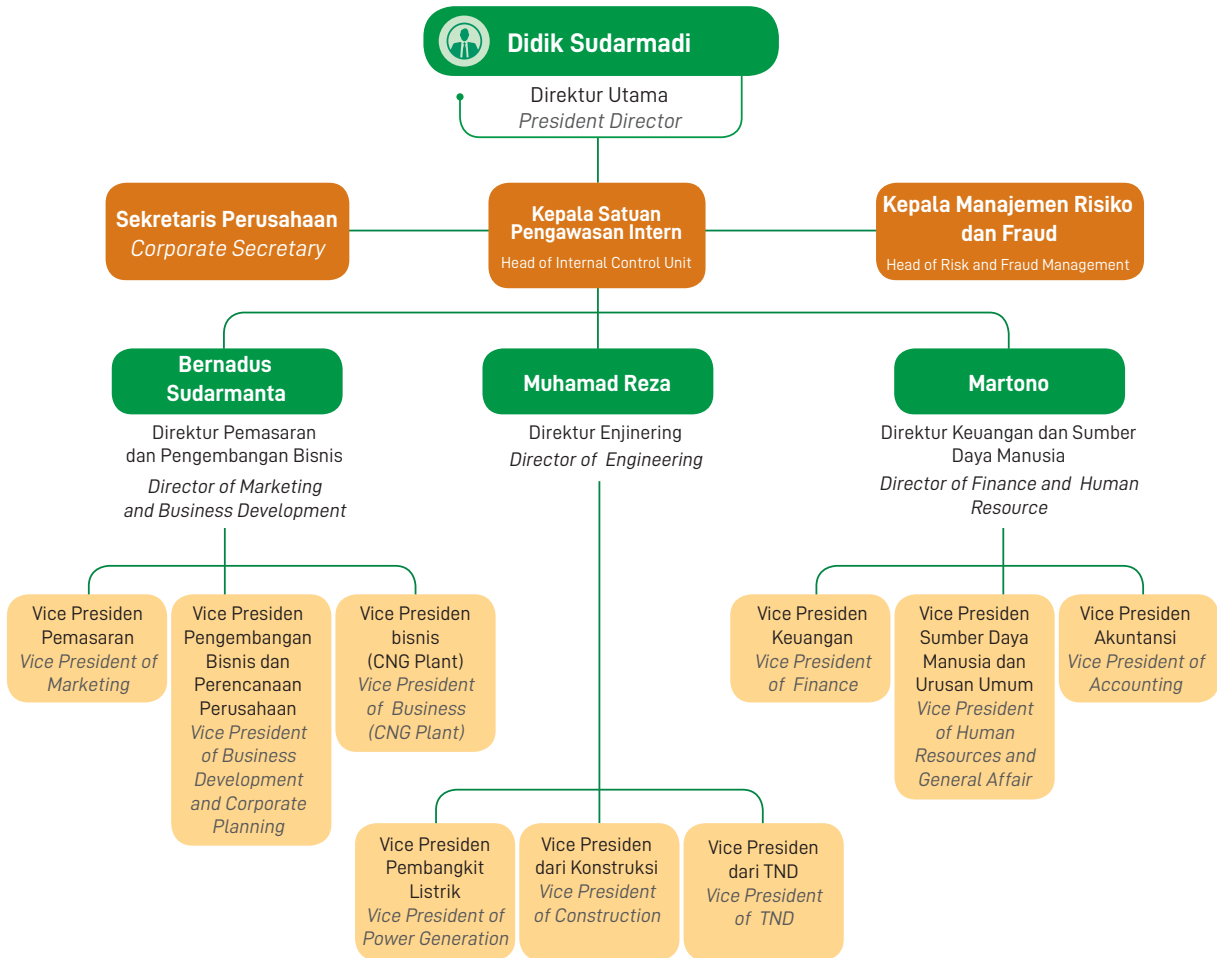 Didik Sudarmadi
Direktur Utama
President Director
Sekretaris Perusahaan
Corporate Secretary
Kepala Satuan
Pengawasan Intern
Head of Internal Control Unit
Kepala Manajemen Risiko
dan Fraud
Head of Risk and Fraud Management
Bernadus
Sudarmanta
Direktur Pemasaran
dan Pengembangan Bisnis
Director of Marketing
and Business Development
Muhamad Reza
Direktur Enjinering
Director of Engineering
Martono
Direktur Keuangan dan Sumber
Daya Manusia
Director of Finance and Human
Resource
Vice Presiden
Pemasaran
Vice President of
Marketing
Vice Presiden
Pengembangan
Bisnis dan
Perencanaan
Perusahaan
Vice President
of Business
Development
and Corporate
Planning
Vice Presiden
bisnis
(CNG Plant)
Vice President
of Business
(CNG Plant)
Vice Presiden
Keuangan
Vice President
of Finance
Vice Presiden
Sumber Daya
Manusia dan
Urusan Umum
Vice President
of Human
Resources and
General Affair
Vice Presiden
Akuntansi
Vice President of
Accounting
Vice Presiden
Pembangkit
Listrik
Vice President of
Power Generation
Vice Presiden
dari Konstruksi
Vice President
of Construction
Vice Presiden
dari TND
Vice President
of TND